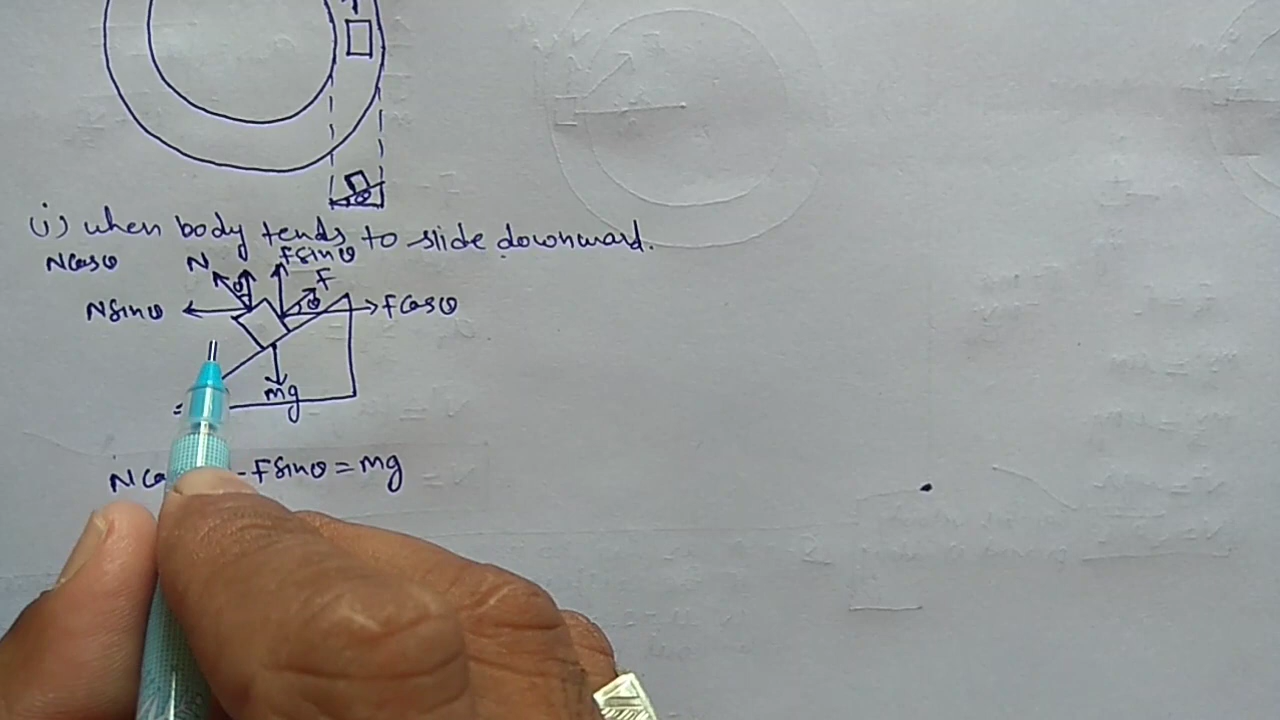 (i) when body tends to slide downward.
Ncosθ N fsinθ
θ f
Nsinθ θ fcosθ
mg
fsinθ = mg